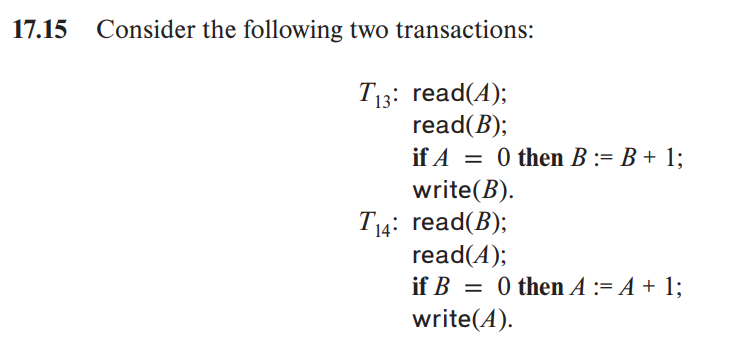 17.15 Consider the following two transactions:
T13: read(A);
read(B);
if A = 0 then B := B + 1;
write(B).
T14: read(B);
read(A);
if B = 0 then A := A + 1;
write(A).